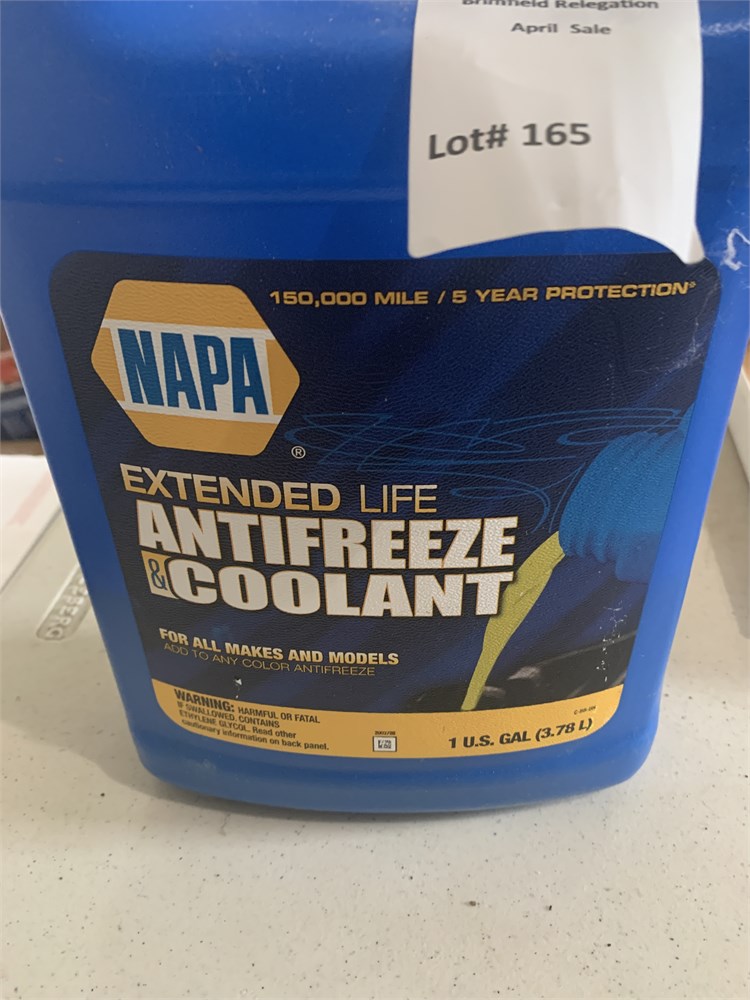 Brimfield Relegation
April Sale
Lot# 165
150,000 MILE / 5 YEAR PROTECTION®
NAPA
®
EXTENDED LIFE
ANTIFREEZE
& COOLANT
FOR ALL MAKES AND MODELS
ADD TO ANY COLOR ANTIFREEZE
WARNING: HARMFUL OR FATAL
IF SWALLOWED. CONTAINS
ETHYLENE GLYCOL. Read other
cautionary information on back panel.
1 U.S. GAL (3.78 L)